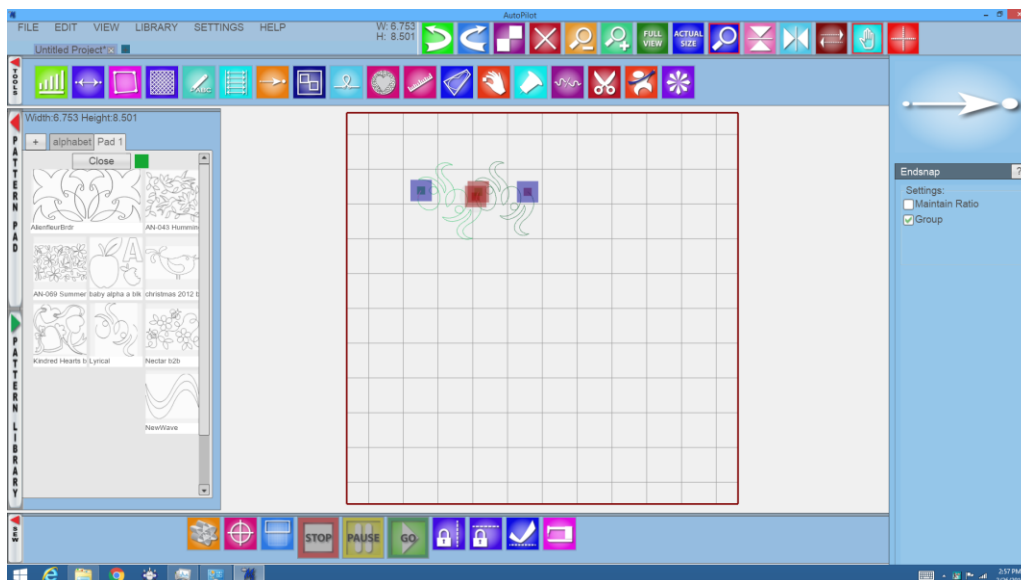 AutoPilot
FILE EDIT VIEW LIBRARY SETTINGS HELP
W: 6.753
H: 8.501
FULL VIEW
ACTUAL SIZE
Untitled Project*
TOOLS
ABC
Width:6.753 Height:8.501
+ alphabet Pad 1
Close
PATTERN PAD
AlienfleurBrdr
AN-043 Hummin
AN-069 Summer
baby alpha a blk
christmas 2012 b
Kindred Hearts b
Lyrical
Nectar b2b
NewWave
PATTERN LIBRARY
Endsnap ?
Settings:
Maintain Ratio
Group
SEW
STOP
PAUSE
GO
2:57 PM